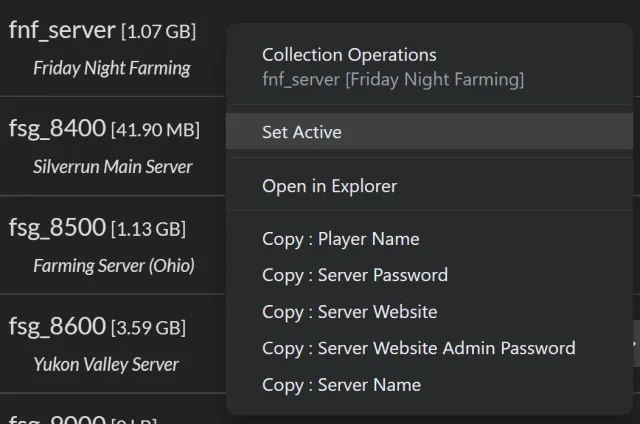 fnf_server [1.07 GB]
Friday Night Farming
fsg_8400 [41.90 MB]
Silverrun Main Server
fsg_8500 [1.13 GB]
Farming Server (Ohio)
fsg_8600 [3.59 GB]
Yukon Valley Server
Collection Operations
fnf_server [Friday Night Farming]
Set Active
Open in Explorer
Copy : Player Name
Copy : Server Password
Copy : Server Website
Copy : Server Website Admin Password
Copy : Server Name